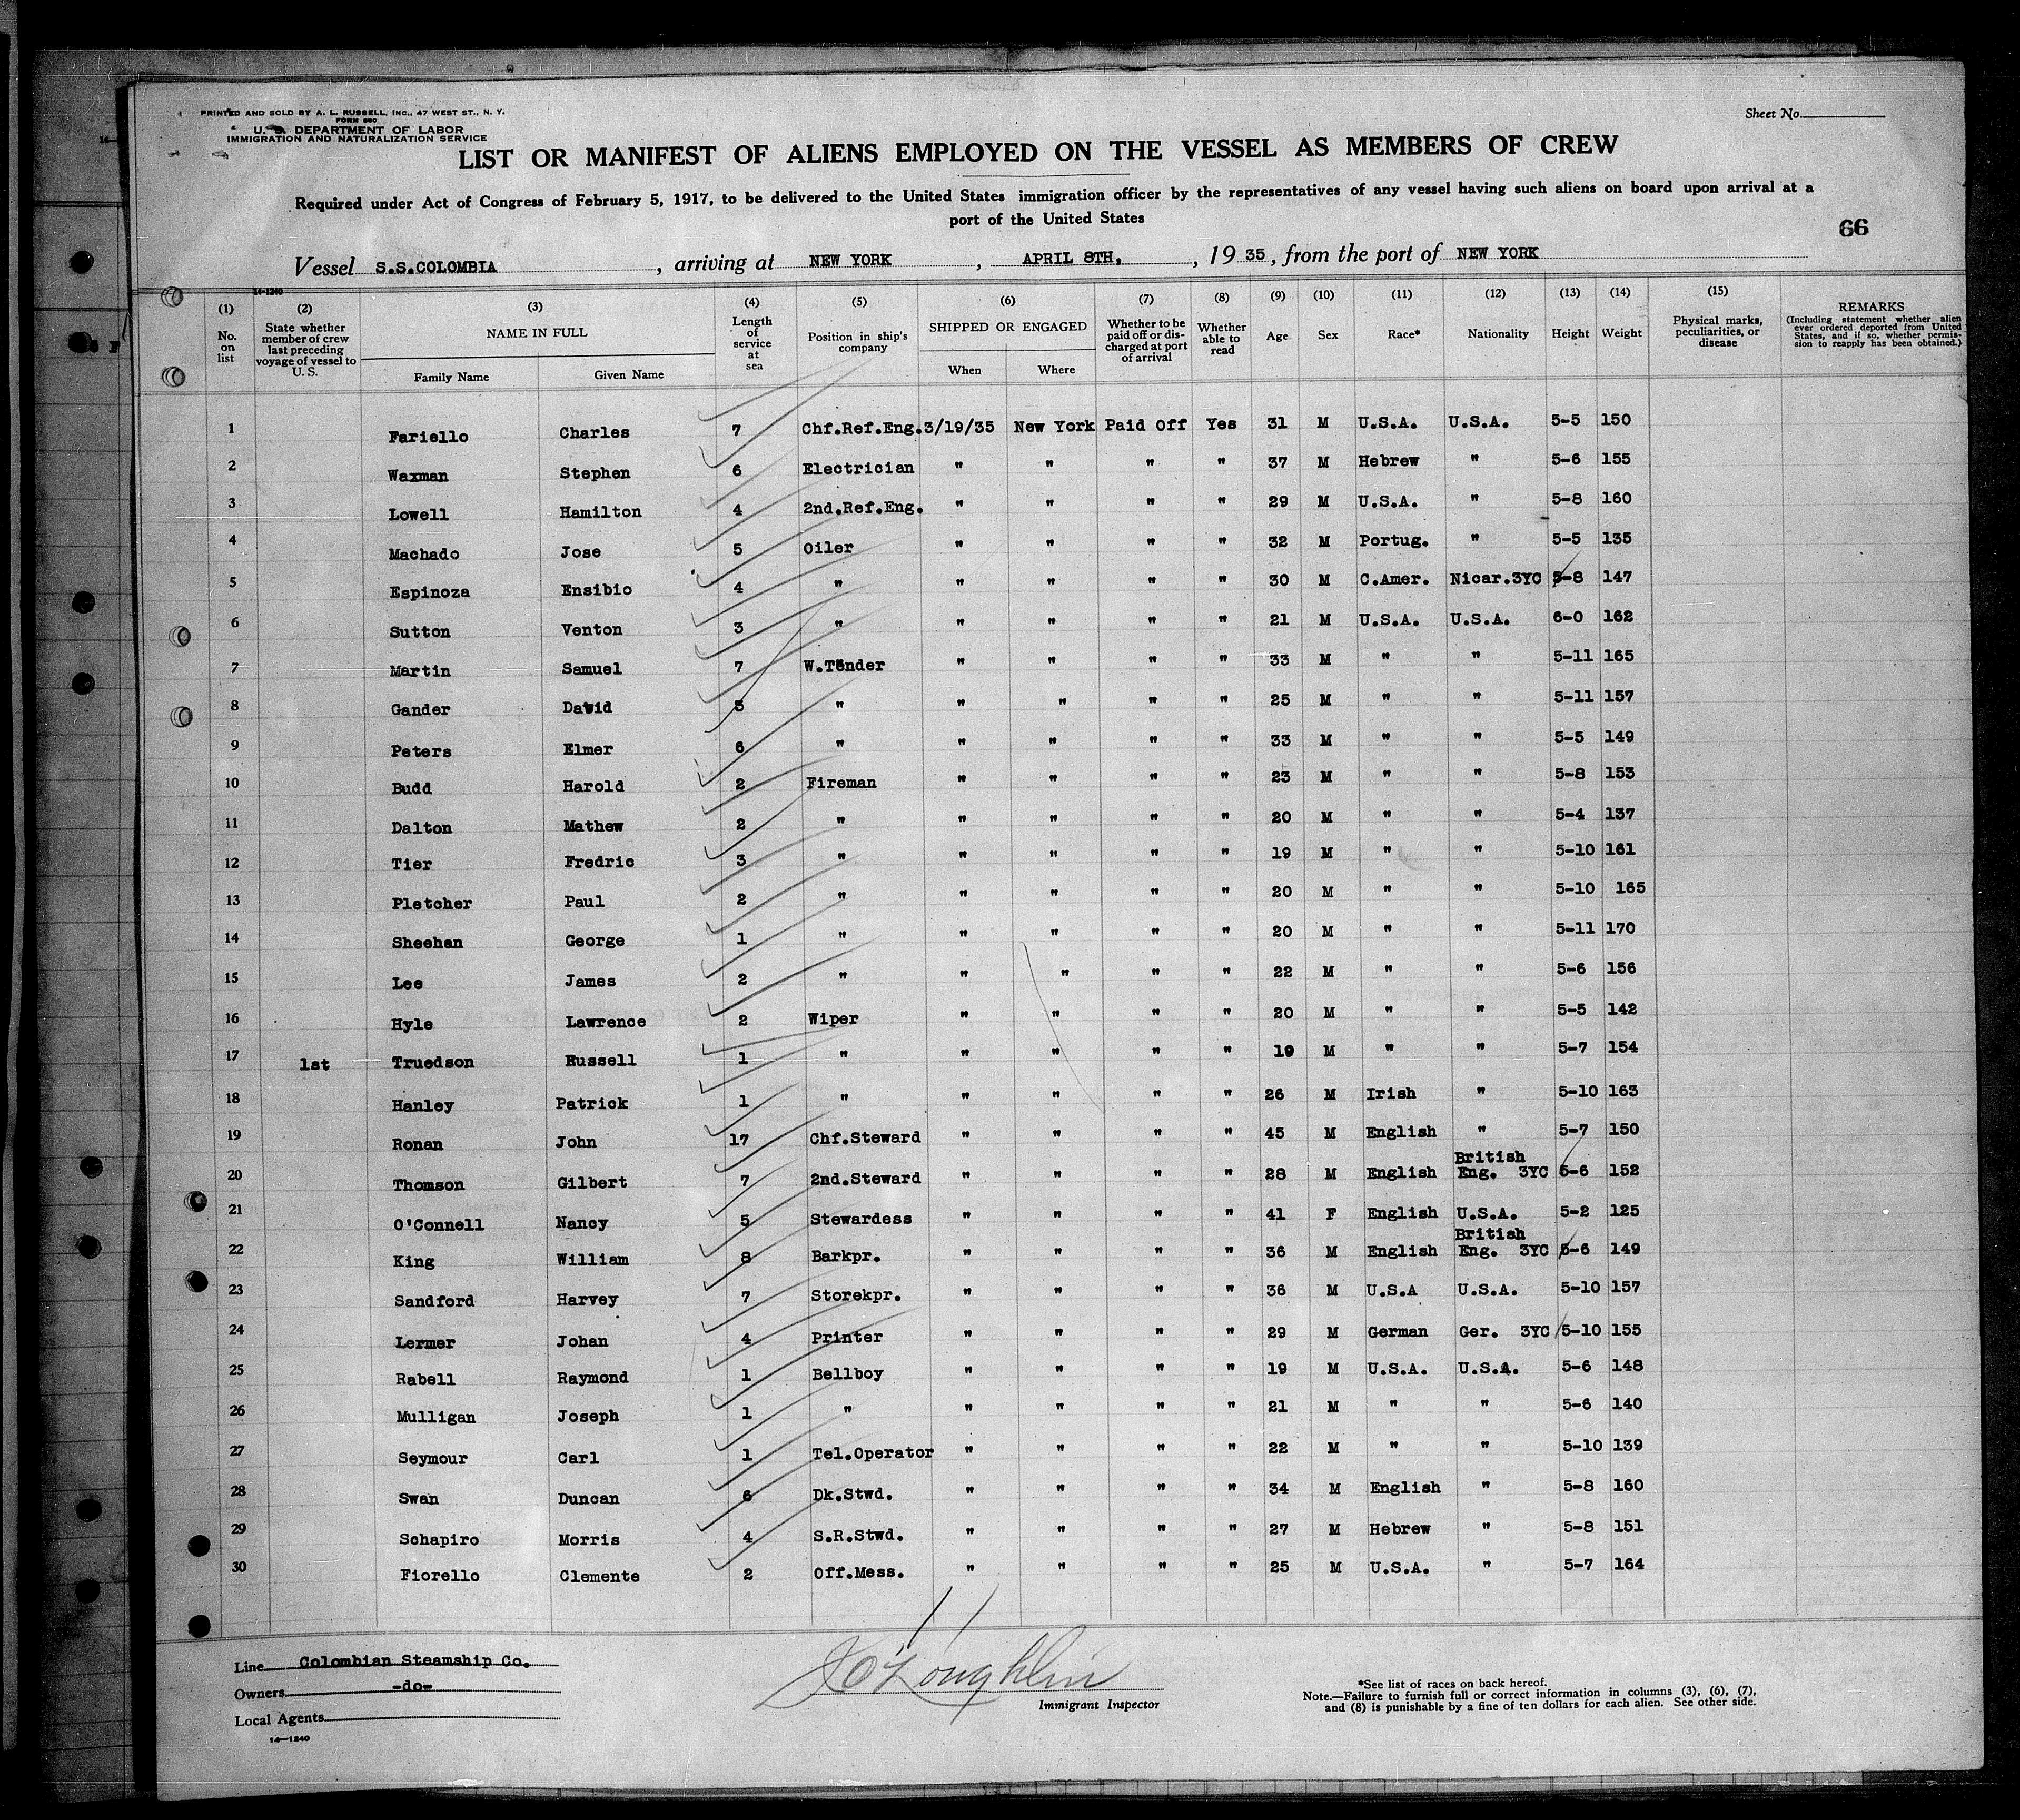 PRINTED AND SOLD BY A. L. RUSSELL, INC., 47 WEST ST., N. Y.
FORM 680
U. S. DEPARTMENT OF LABOR
IMMIGRATION AND NATURALIZATION SERVICE
Sheet No.
LIST OR MANIFEST OF ALIENS EMPLOYED ON THE VESSEL AS MEMBERS OF CREW
Required under Act of Congress of February 5, 1917, to be delivered to the United States immigration officer by the representatives of any vessel having such aliens on board upon arrival at a
port of the United States
66
Vessel S.S.COLOMBIA, arriving at NEW YORK, APRIL 8TH, , 19 35, from the port of NEW YORK
14-1240
(1) No. on list
(2) State whether member of crew last preceding voyage of vessel to U. S.
(3) NAME IN FULL
Family Name Given Name
(4) Length of service at sea
(5) Position in ship's company
(6) SHIPPED OR ENGAGED
When Where
(7) Whether to be paid off or discharged at port of arrival
(8) Whether able to read
(9) Age
(10) Sex
(11) Race*
(12) Nationality
(13) Height
(14) Weight
(15) Physical marks, peculiarities, or disease
REMARKS
(Including statement whether alien ever ordered deported from United States, and if so, whether permission to reapply has been obtained.)
1 Fariello Charles 7 Chf.Ref.Eng. 3/19/35 New York Paid Off Yes 31 M U.S.A. U.S.A. 5-5 150
2 Waxman Stephen 6 Electrician " " " " 37 M Hebrew " 5-6 155
3 Lowell Hamilton 4 2nd.Ref.Eng. " " " " 29 M U.S.A. " 5-8 160
4 Machado Jose 5 Oiler " " " " 32 M Portug. " 5-5 135
5 Espinoza Ensibio 4 " " " " " 30 M C.Amer. Nicar.3YC 5-8 147
6 Sutton Venton 3 " " " " " 21 M U.S.A. U.S.A. 6-0 162
7 Martin Samuel 7 W.Tender " " " " 33 M " " 5-11 165
8 Gander David 5 " " " " " 25 M " " 5-11 157
9 Peters Elmer 6 " " " " " 33 M " " 5-5 149
10 Budd Harold 2 Fireman " " " " 23 M " " 5-8 153
11 Dalton Mathew 2 " " " " " 20 M " " 5-4 137
12 Tier Fredric 3 " " " " " 19 M " " 5-10 161
13 Pletcher Paul 2 " " " " " 20 M " " 5-10 165
14 Sheehan George 1 " " " " " 20 M " " 5-11 170
15 Lee James 2 " " " " " 22 M " " 5-6 156
16 Hyle Lawrence 2 Wiper " " " " 20 M " " 5-5 142
17 1st Truedson Russell 1 " " " " " 19 M " " 5-7 154
18 Hanley Patrick 1 " " " " " 26 M Irish " 5-10 163
19 Ronan John 17 Chf.Steward " " " " 45 M English " 5-7 150
20 Thomson Gilbert 7 2nd.Steward " " " " 28 M English British Eng. 3YC 5-6 152
21 O'Connell Nancy 5 Stewardess " " " " 41 F English U.S.A. 5-2 125
22 King William 8 Barkpr. " " " " 36 M English British Eng. 3YC 5-6 149
23 Sandford Harvey 7 Storekpr. " " " " 36 M U.S.A U.S.A. 5-10 157
24 Lermer Johan 4 Printer " " " " 29 M German Ger. 3YC 5-10 155
25 Rabell Raymond 1 Bellboy " " " " 19 M U.S.A. U.S.A. 5-6 148
26 Mulligan Joseph 1 " " " " " 21 M " " 5-6 140
27 Seymour Carl 1 Tel.Operator " " " " 22 M " " 5-10 139
28 Swan Duncan 6 Dk.Stwd. " " " " 34 M English " 5-8 160
29 Schapiro Morris 4 S.R.Stwd. " " " " 27 M Hebrew " 5-8 151
30 Fiorello Clemente 2 Off.Mess. " " " " 25 M U.S.A. " 5-7 164
Line Colombian Steamship Co.
Owners -do-
Local Agents
14-1240
J O'Loughlin
Immigrant Inspector
*See list of races on back hereof.
Note.—Failure to furnish full or correct information in columns (3), (6), (7),
and (8) is punishable by a fine of ten dollars for each alien. See other side.